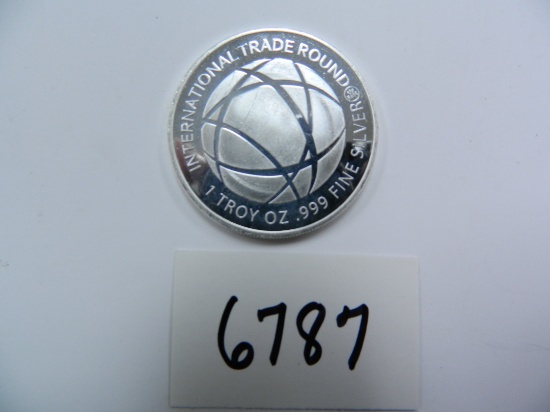 INTERNATIONAL TRADE ROUND
1 TROY OZ .999 FINE SILVER
6787